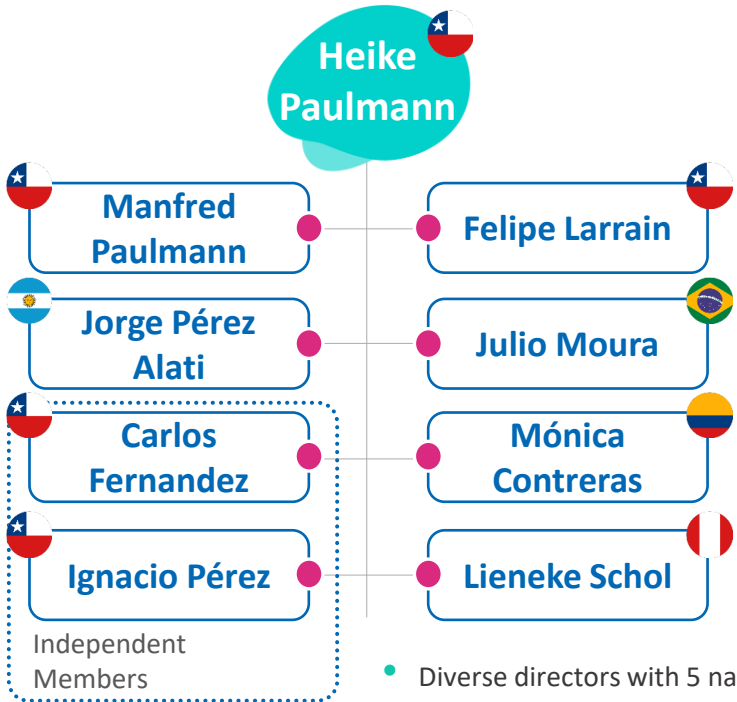 Heike
Paulmann
Manfred
Paulmann
Felipe Larrain
Jorge Pérez
Alati
Julio Moura
Carlos
Fernandez
Mónica
Contreras
Ignacio Pérez
Lieneke Schol
Independent
Members
• Diverse directors with 5 na